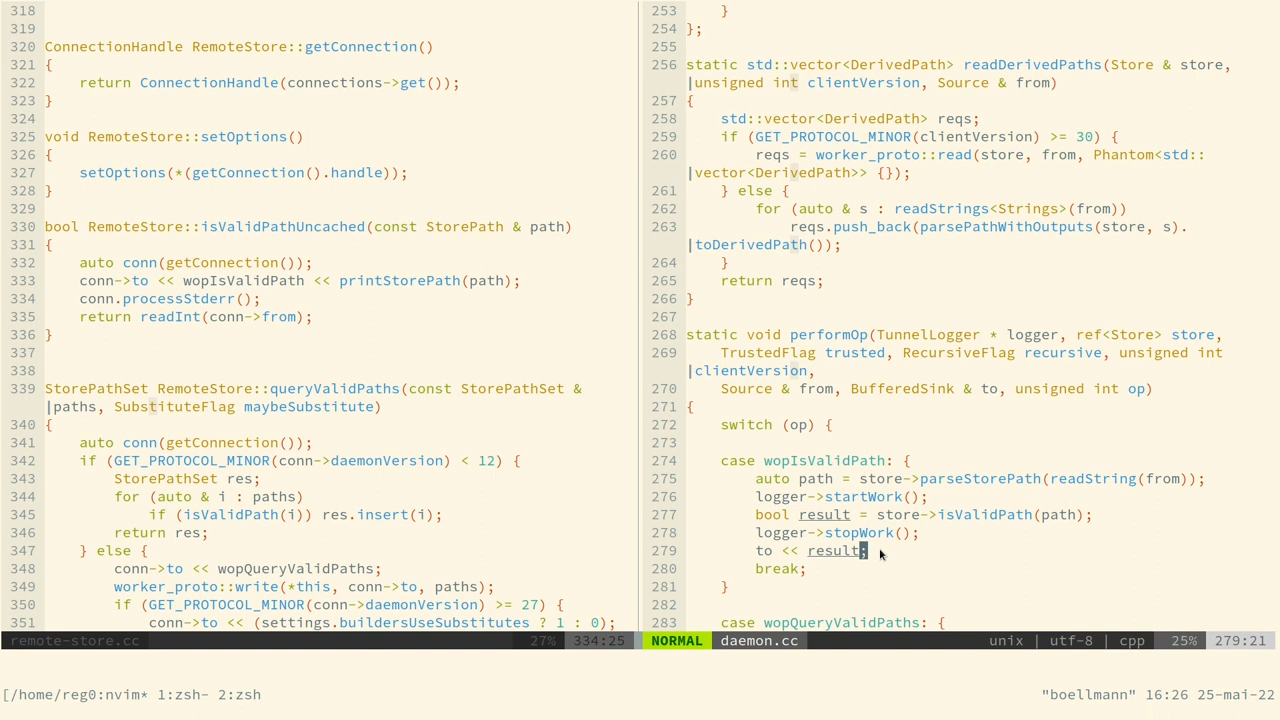 318
319
320 ConnectionHandle RemoteStore::getConnection()
321 {
322     return ConnectionHandle(connections->get());
323 }
324
325 void RemoteStore::setOptions()
326 {
327     setOptions(*(getConnection().handle));
328 }
329
330 bool RemoteStore::isValidPathUncached(const StorePath & path)
331 {
332     auto conn(getConnection());
333     conn->to << wopIsValidPath << printStorePath(path);
334     conn.processStderr();
335     return readInt(conn->from);
336 }
337
338
339 StorePathSet RemoteStore::queryValidPaths(const StorePathSet &
|paths, SubstituteFlag maybeSubstitute)
340 {
341     auto conn(getConnection());
342     if (GET_PROTOCOL_MINOR(conn->daemonVersion) < 12) {
343         StorePathSet res;
344         for (auto & i : paths)
345             if (isValidPath(i)) res.insert(i);
346         return res;
347     } else {
348         conn->to << wopQueryValidPaths;
349         worker_proto::write(*this, conn->to, paths);
350         if (GET_PROTOCOL_MINOR(conn->daemonVersion) >= 27) {
351             conn->to << (settings.buildersUseSubstitutes ? 1 : 0);
remote-store.cc 27% 334:25
253     }
254 };
255
256 static std::vector<DerivedPath> readDerivedPaths(Store & store,
|unsigned int clientVersion, Source & from)
257 {
258     std::vector<DerivedPath> reqs;
259     if (GET_PROTOCOL_MINOR(clientVersion) >= 30) {
260         reqs = worker_proto::read(store, from, Phantom<std::
|vector<DerivedPath>> {});
261     } else {
262         for (auto & s : readStrings<Strings>(from))
263             reqs.push_back(parsePathWithOutputs(store, s).
|toDerivedPath());
264     }
265     return reqs;
266 }
267
268 static void performOp(TunnelLogger * logger, ref<Store> store,
269     TrustedFlag trusted, RecursiveFlag recursive, unsigned int
|clientVersion,
270     Source & from, BufferedSink & to, unsigned int op)
271 {
272     switch (op) {
273
274     case wopIsValidPath: {
275         auto path = store->parseStorePath(readString(from));
276         logger->startWork();
277         bool result = store->isValidPath(path);
278         logger->stopWork();
279         to << result;
280         break;
281     }
282
283     case wopQueryValidPaths: {
NORMAL daemon.cc unix | utf-8 | cpp 25% 279:21
[/home/reg0:nvim* 1:zsh- 2:zsh "boellmann" 16:26 25-mai-22